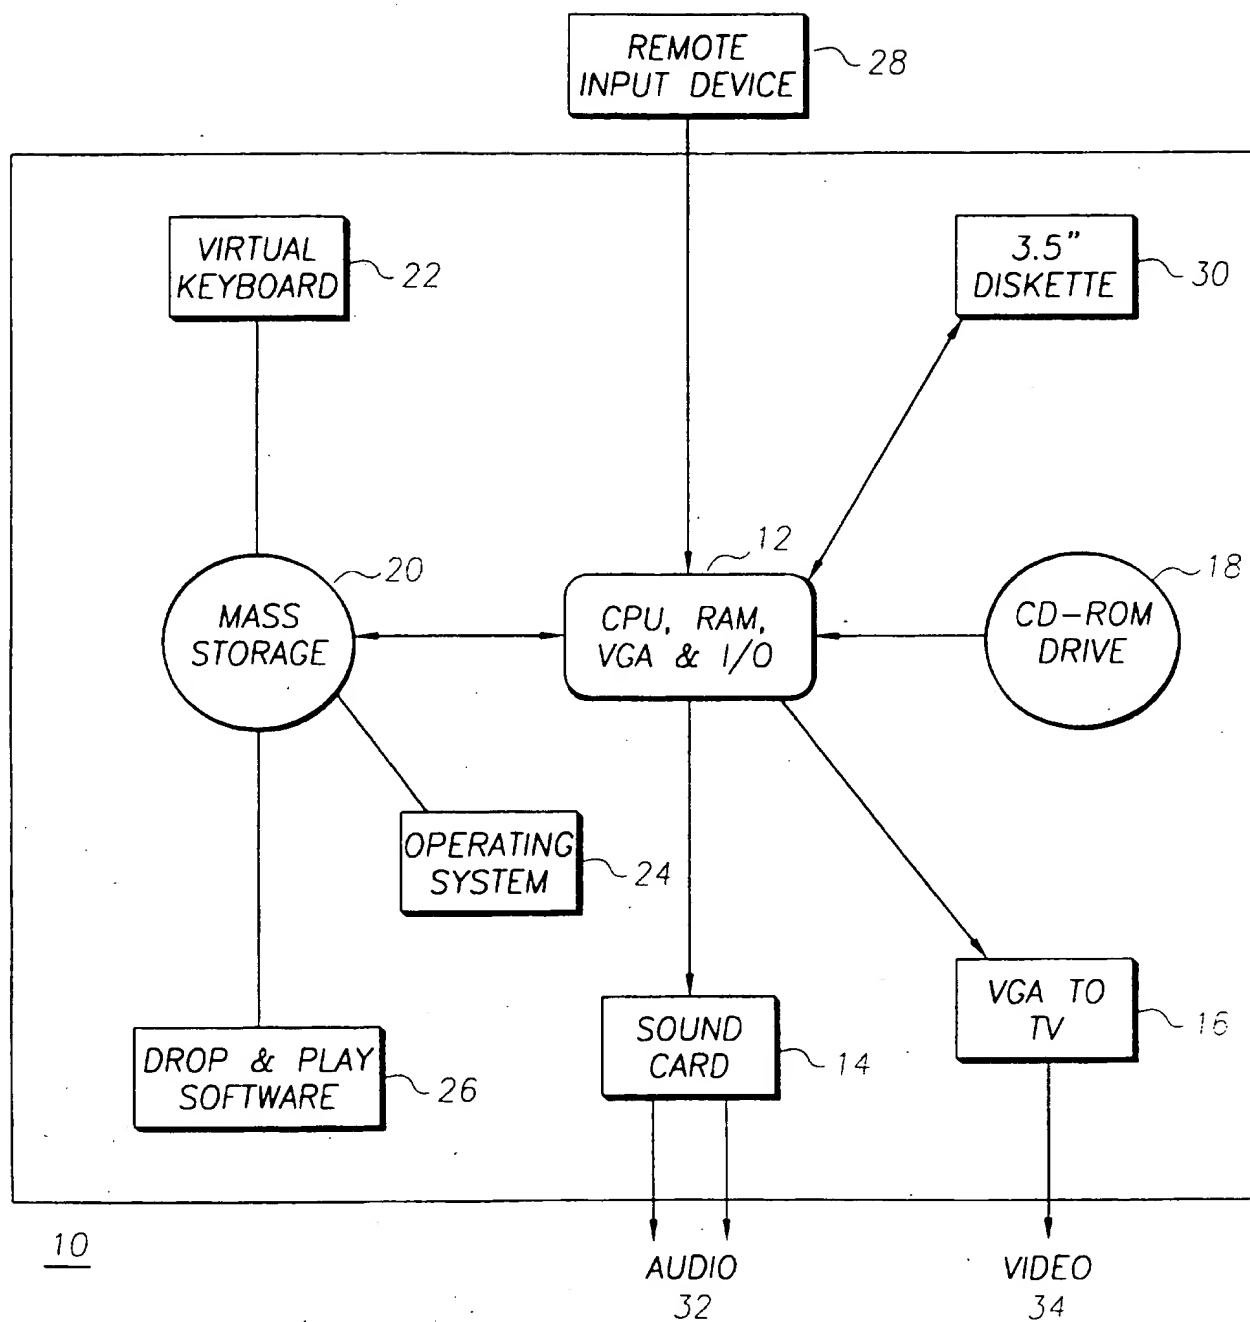 REMOTE
INPUT DEVICE
28
VIRTUAL
KEYBOARD
22
3.5"
DISKETTE
30
MASS
STORAGE
20
12
CPU, RAM,
VGA & I/O
CD-ROM
DRIVE
18
OPERATING
SYSTEM
24
DROP & PLAY
SOFTWARE
26
SOUND
CARD
14
VGA TO
TV
16
10
AUDIO
32
VIDEO
34